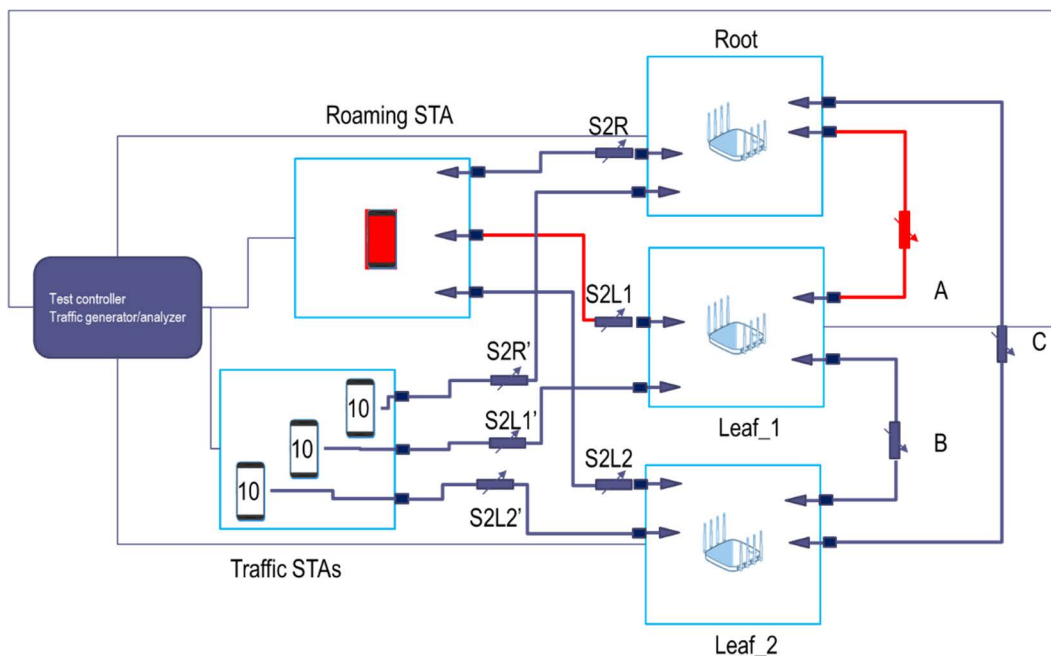 Root
Roaming STA
S2R
Test controller
Traffic generator/analyzer
S2L1
A
C
S2R’
10
Leaf_1
S2L1’
10
B
S2L2
10
S2L2’
Traffic STAs
Leaf_2